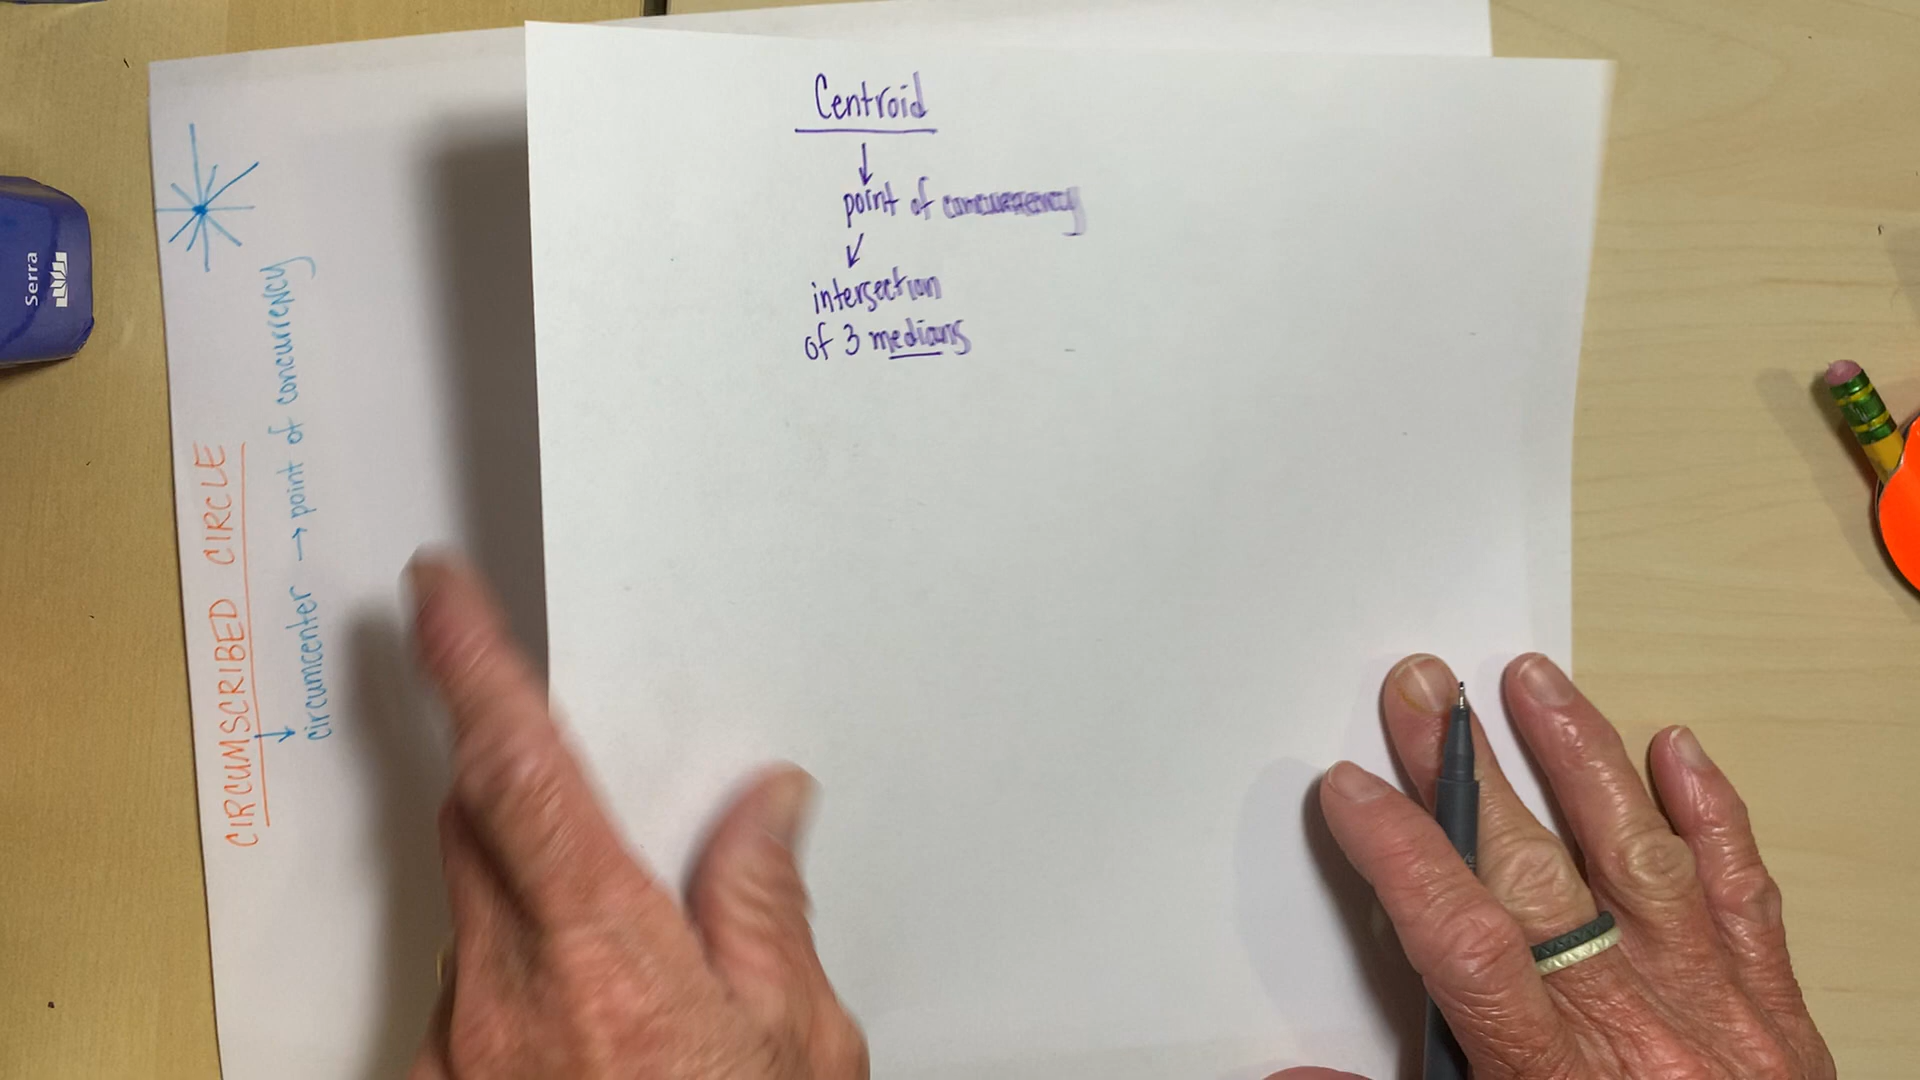 Centroid
point of concurrency
intersection
of 3 medians
CIRCUMSCRIBED CIRCLE
circumcenter → point of concurrency
Serra